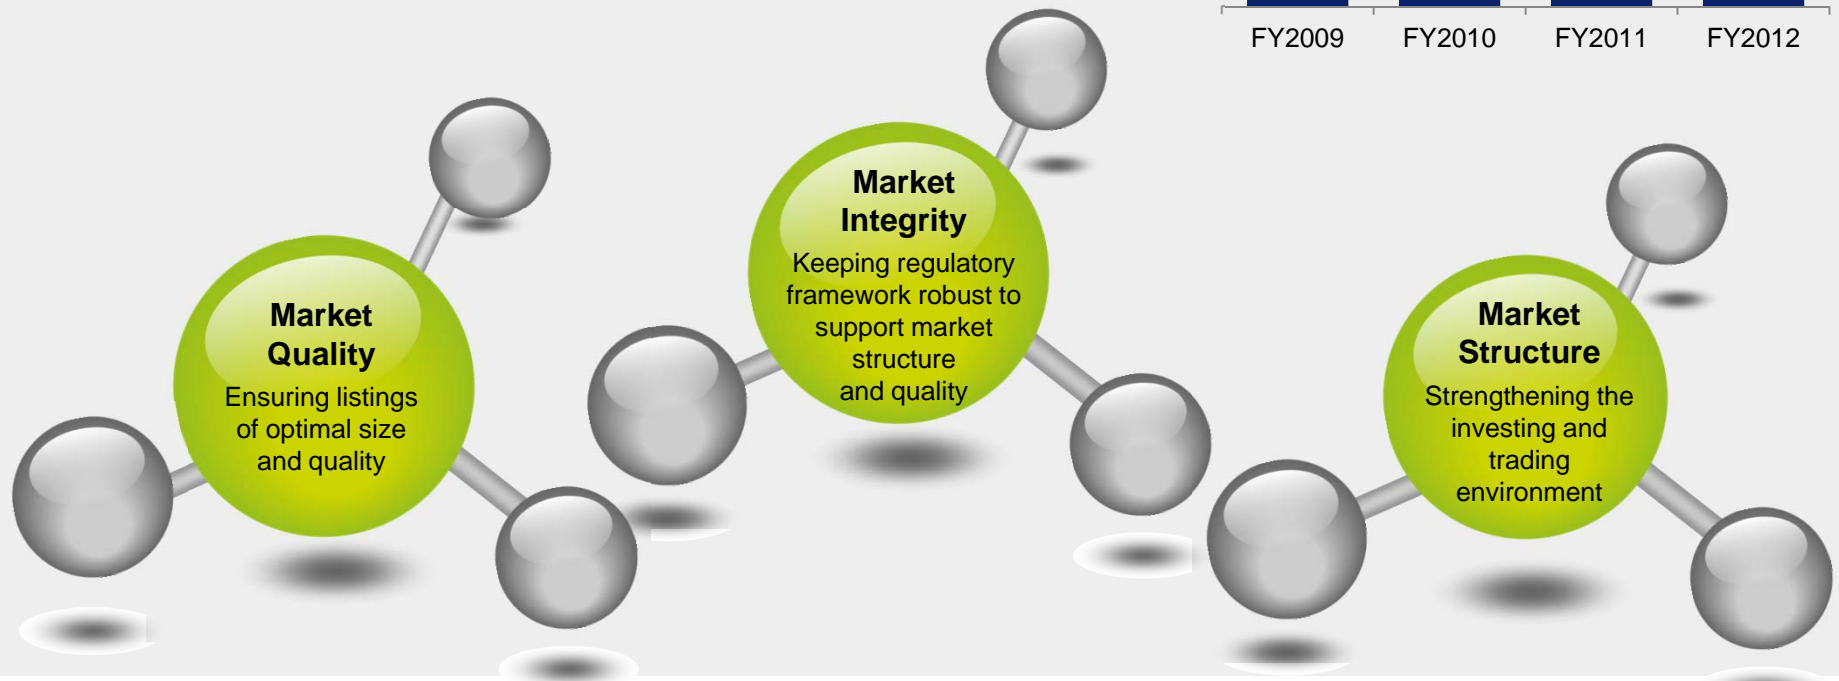 FY2009 FY2010 FY2011 FY2012
Market
Quality
Ensuring listings
of optimal size
and quality
Market
Integrity
Keeping regulatory
framework robust to
support market
structure
and quality
Market
Structure
Strengthening the
investing and
trading
environment